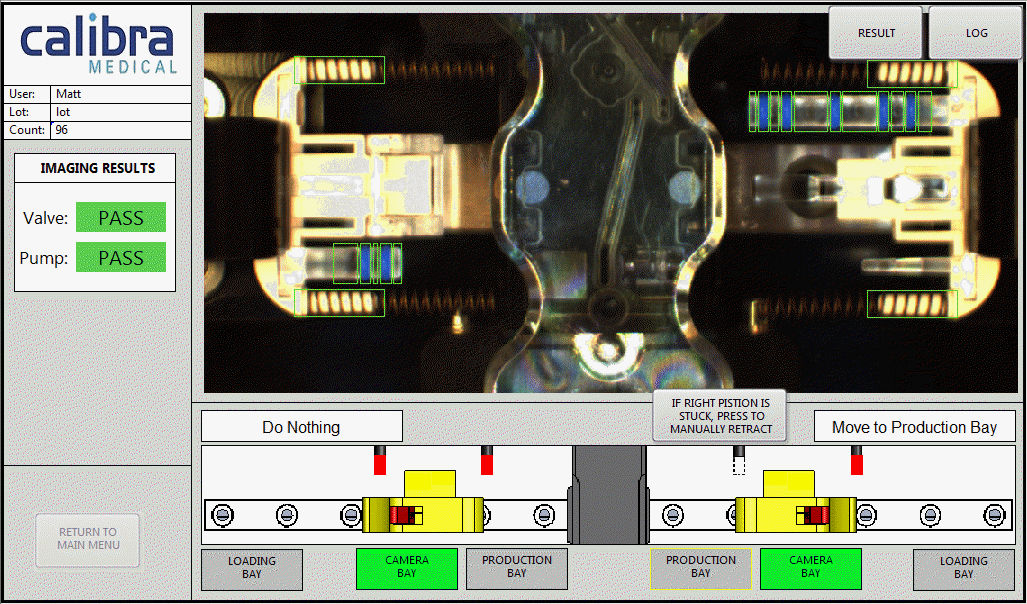 calibra
MEDICAL
User: Matt
Lot: lot
Count: 96
IMAGING RESULTS
Valve: PASS
Pump: PASS
RETURN TO
MAIN MENU
RESULT
LOG
IF RIGHT PISTION IS
STUCK, PRESS TO
MANUALLY RETRACT
Do Nothing
Move to Production Bay
LOADING
BAY
CAMERA
BAY
PRODUCTION
BAY
PRODUCTION
BAY
CAMERA
BAY
LOADING
BAY